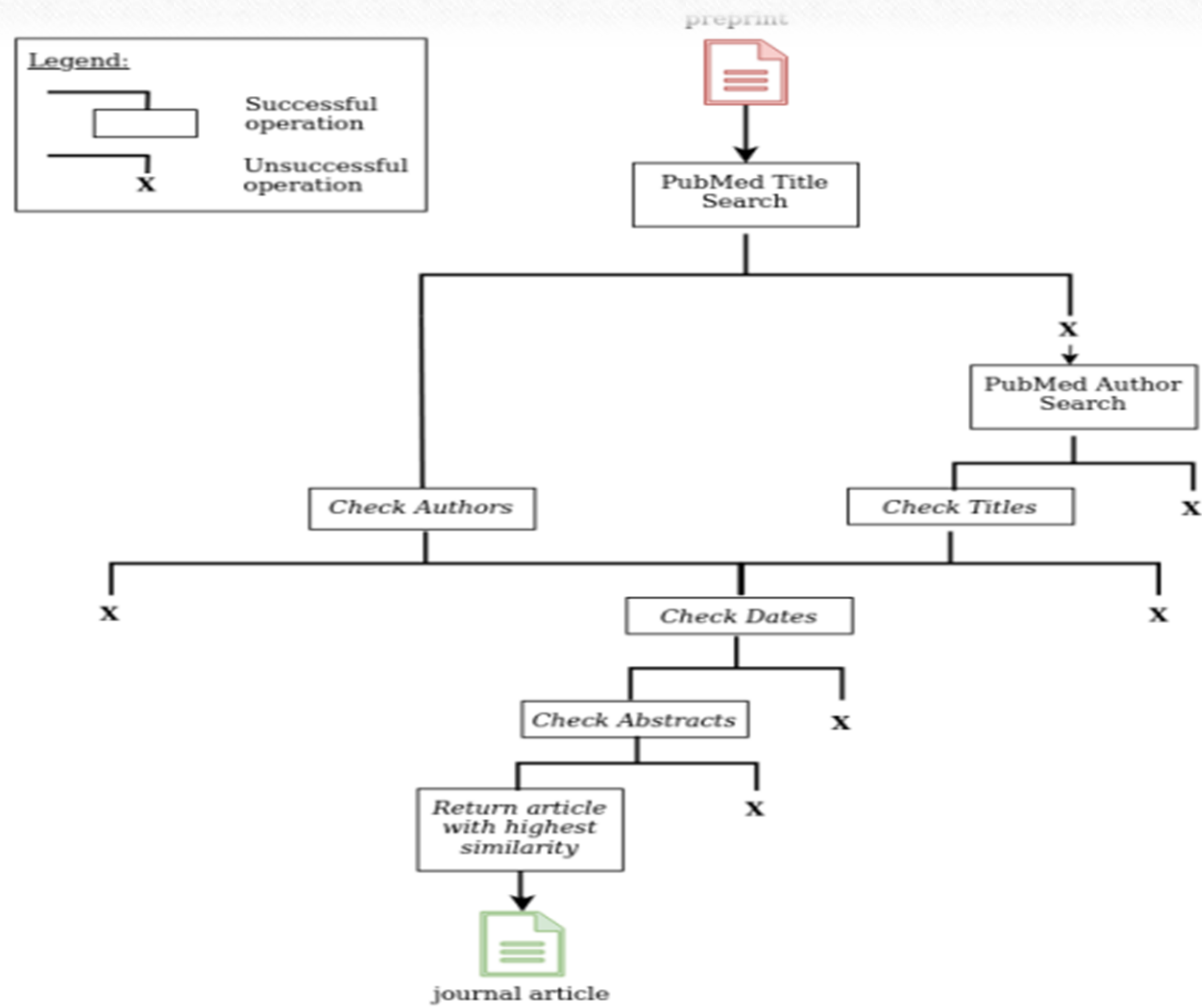 preprint
Legend:
Successful
operation
Unsuccessful
operation
X
PubMed Title
Search
X
PubMed Author
Search
Check Authors
Check Titles
X
X
Check Dates
X
Check Abstracts
X
X
Return article
with highest
similarity
journal article